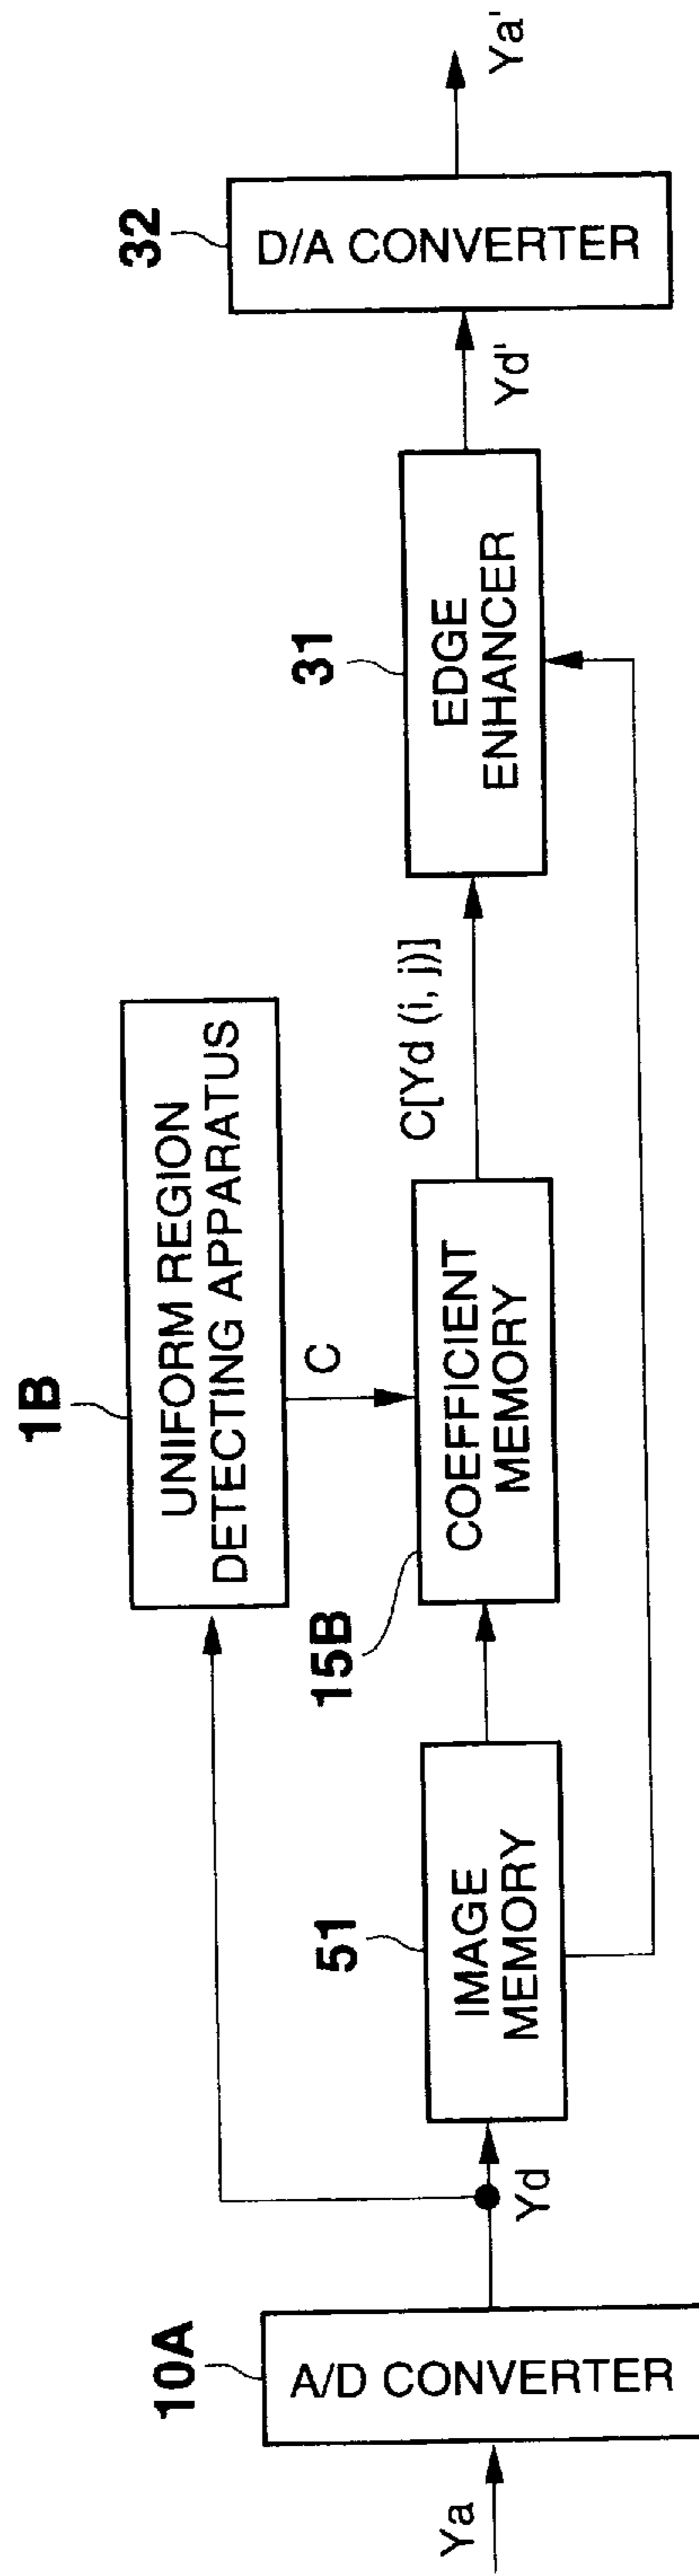 Ya
10A
A/D CONVERTER
Yd
51
IMAGE
MEMORY
1B
UNIFORM REGION
DETECTING APPARATUS
C
15B
COEFFICIENT
MEMORY
C[Yd (i, j)]
31
EDGE
ENHANCER
Yd'
32
D/A CONVERTER
Ya'